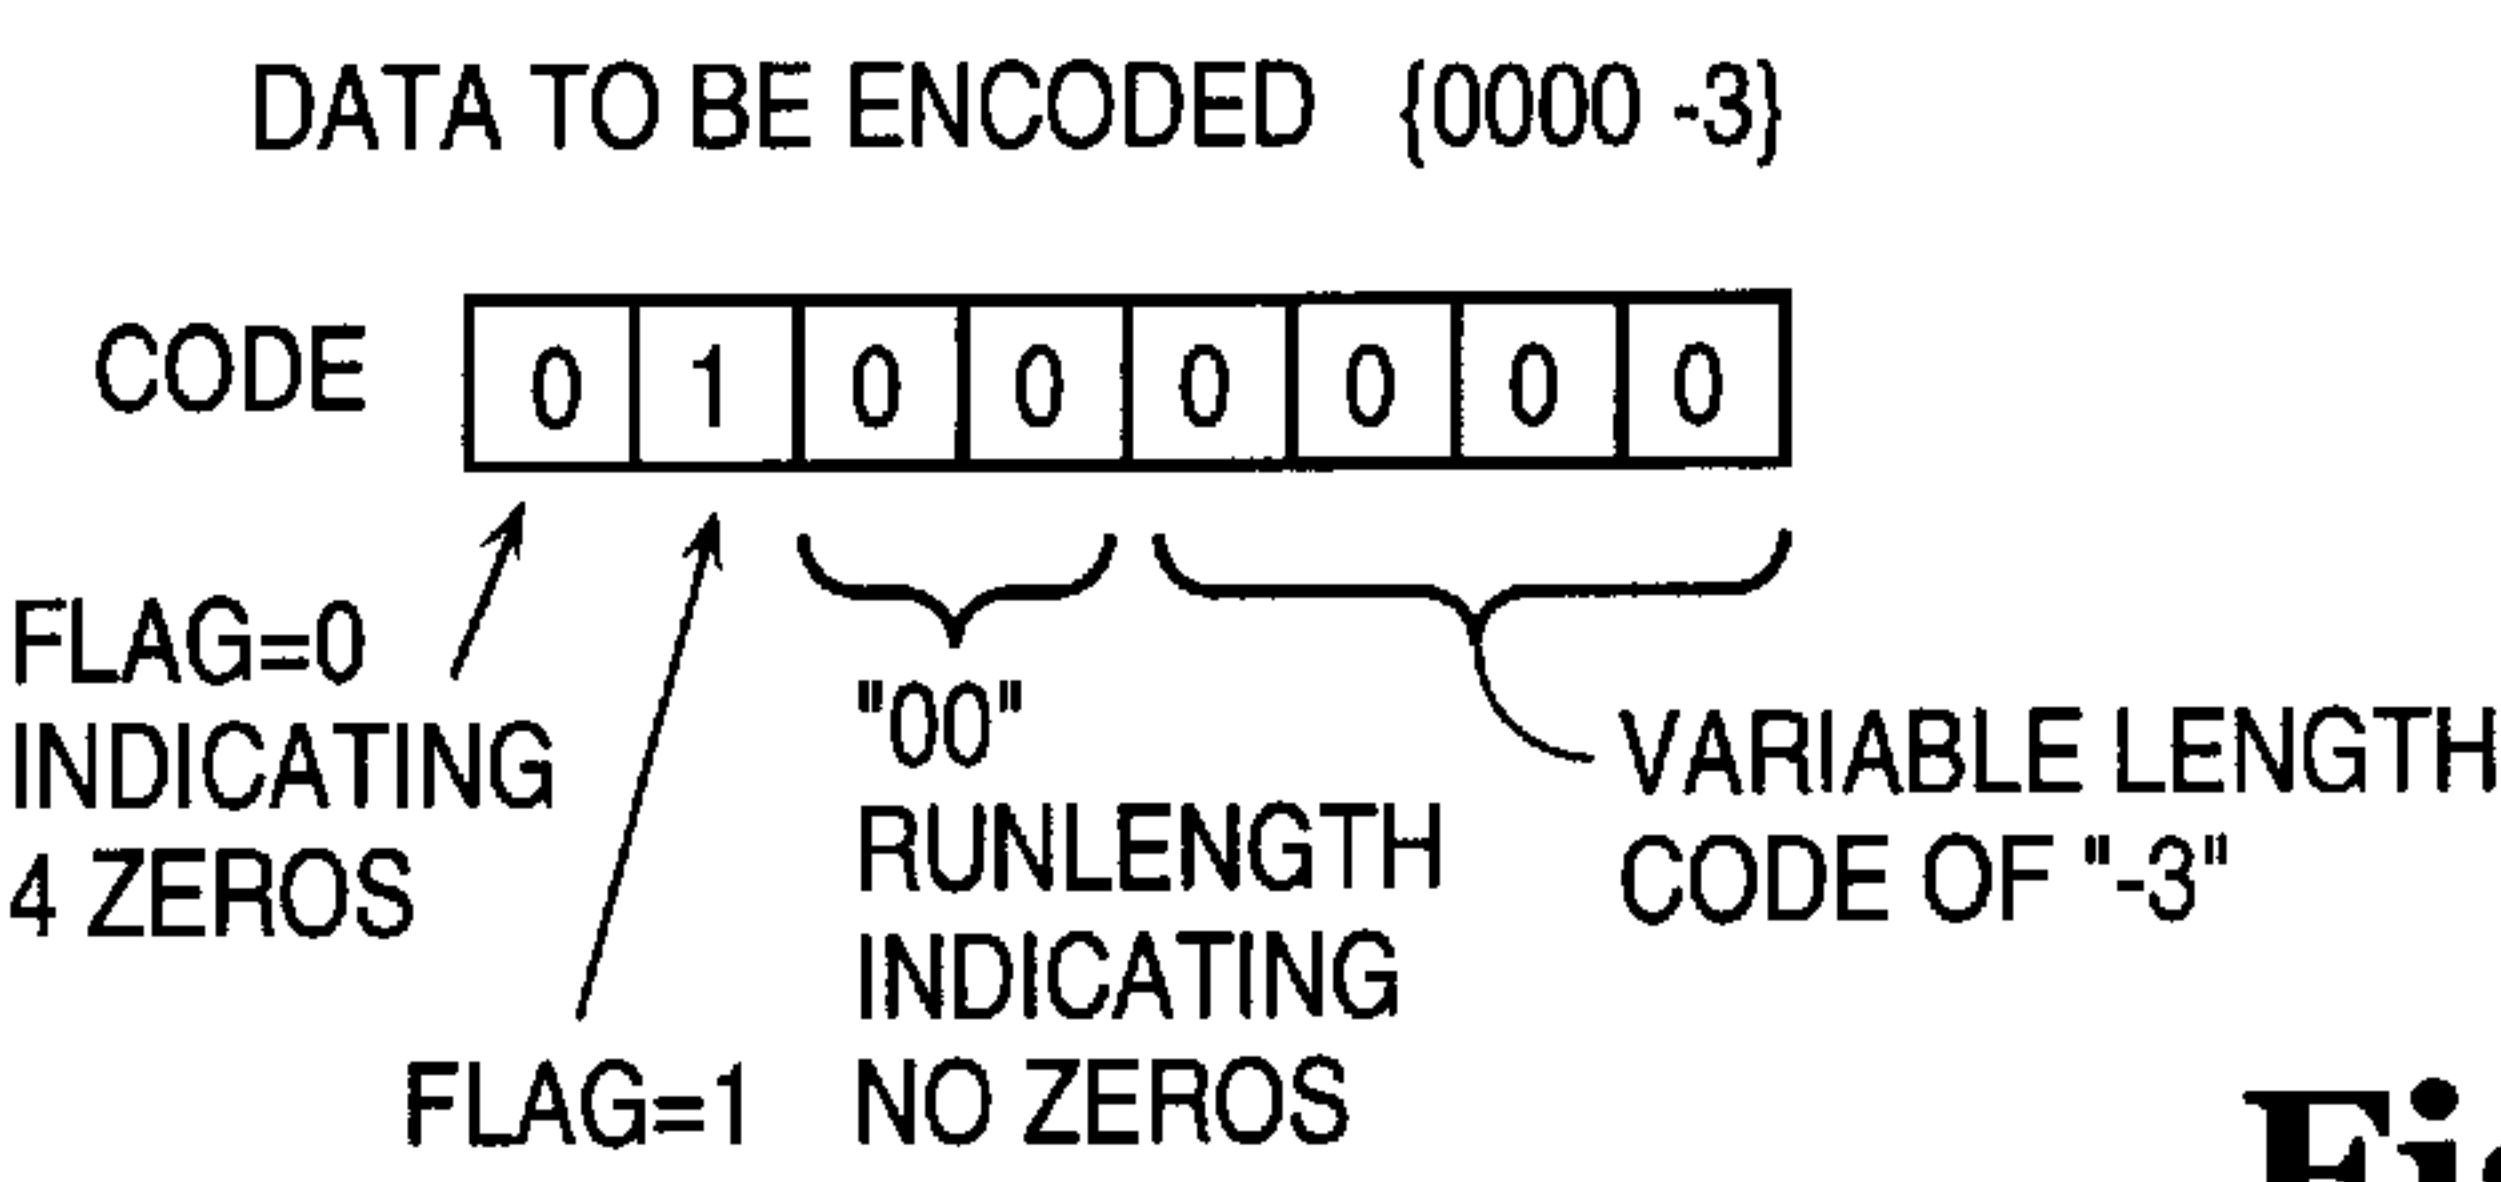 DATA TO BE ENCODED {0000 -3}
CODE 0 1 0 0 0 0 0 0
FLAG=0
INDICATING
4 ZEROS
FLAG=1
"00"
RUNLENGTH
INDICATING
NO ZEROS
VARIABLE LENGTH
CODE OF "-3"